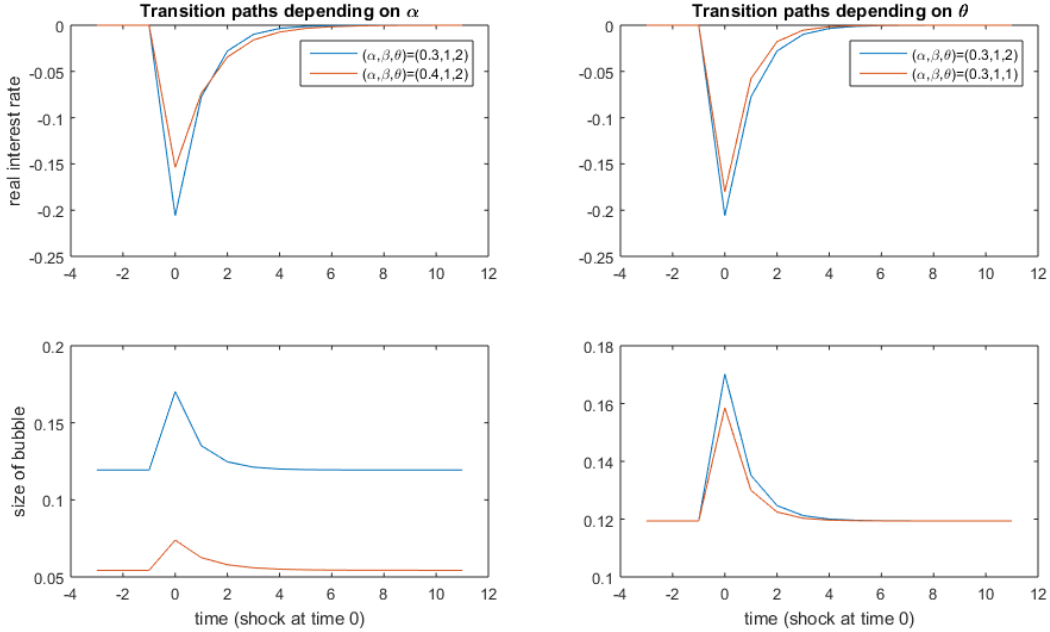 Transition paths depending on α
0
-0.05
-0.1
-0.15
-0.2
-0.25
real interest rate
(α,β,θ)=(0.3,1,2)
(α,β,θ)=(0.4,1,2)
-4 -2 0 2 4 6 8 10 12
Transition paths depending on θ
0
-0.05
-0.1
-0.15
-0.2
-0.25
(α,β,θ)=(0.3,1,2)
(α,β,θ)=(0.3,1,1)
-4 -2 0 2 4 6 8 10 12
0.2
0.15
0.1
0.05
size of bubble
-4 -2 0 2 4 6 8 10 12
time (shock at time 0)
0.18
0.16
0.14
0.12
0.1
-4 -2 0 2 4 6 8 10 12
time (shock at time 0)